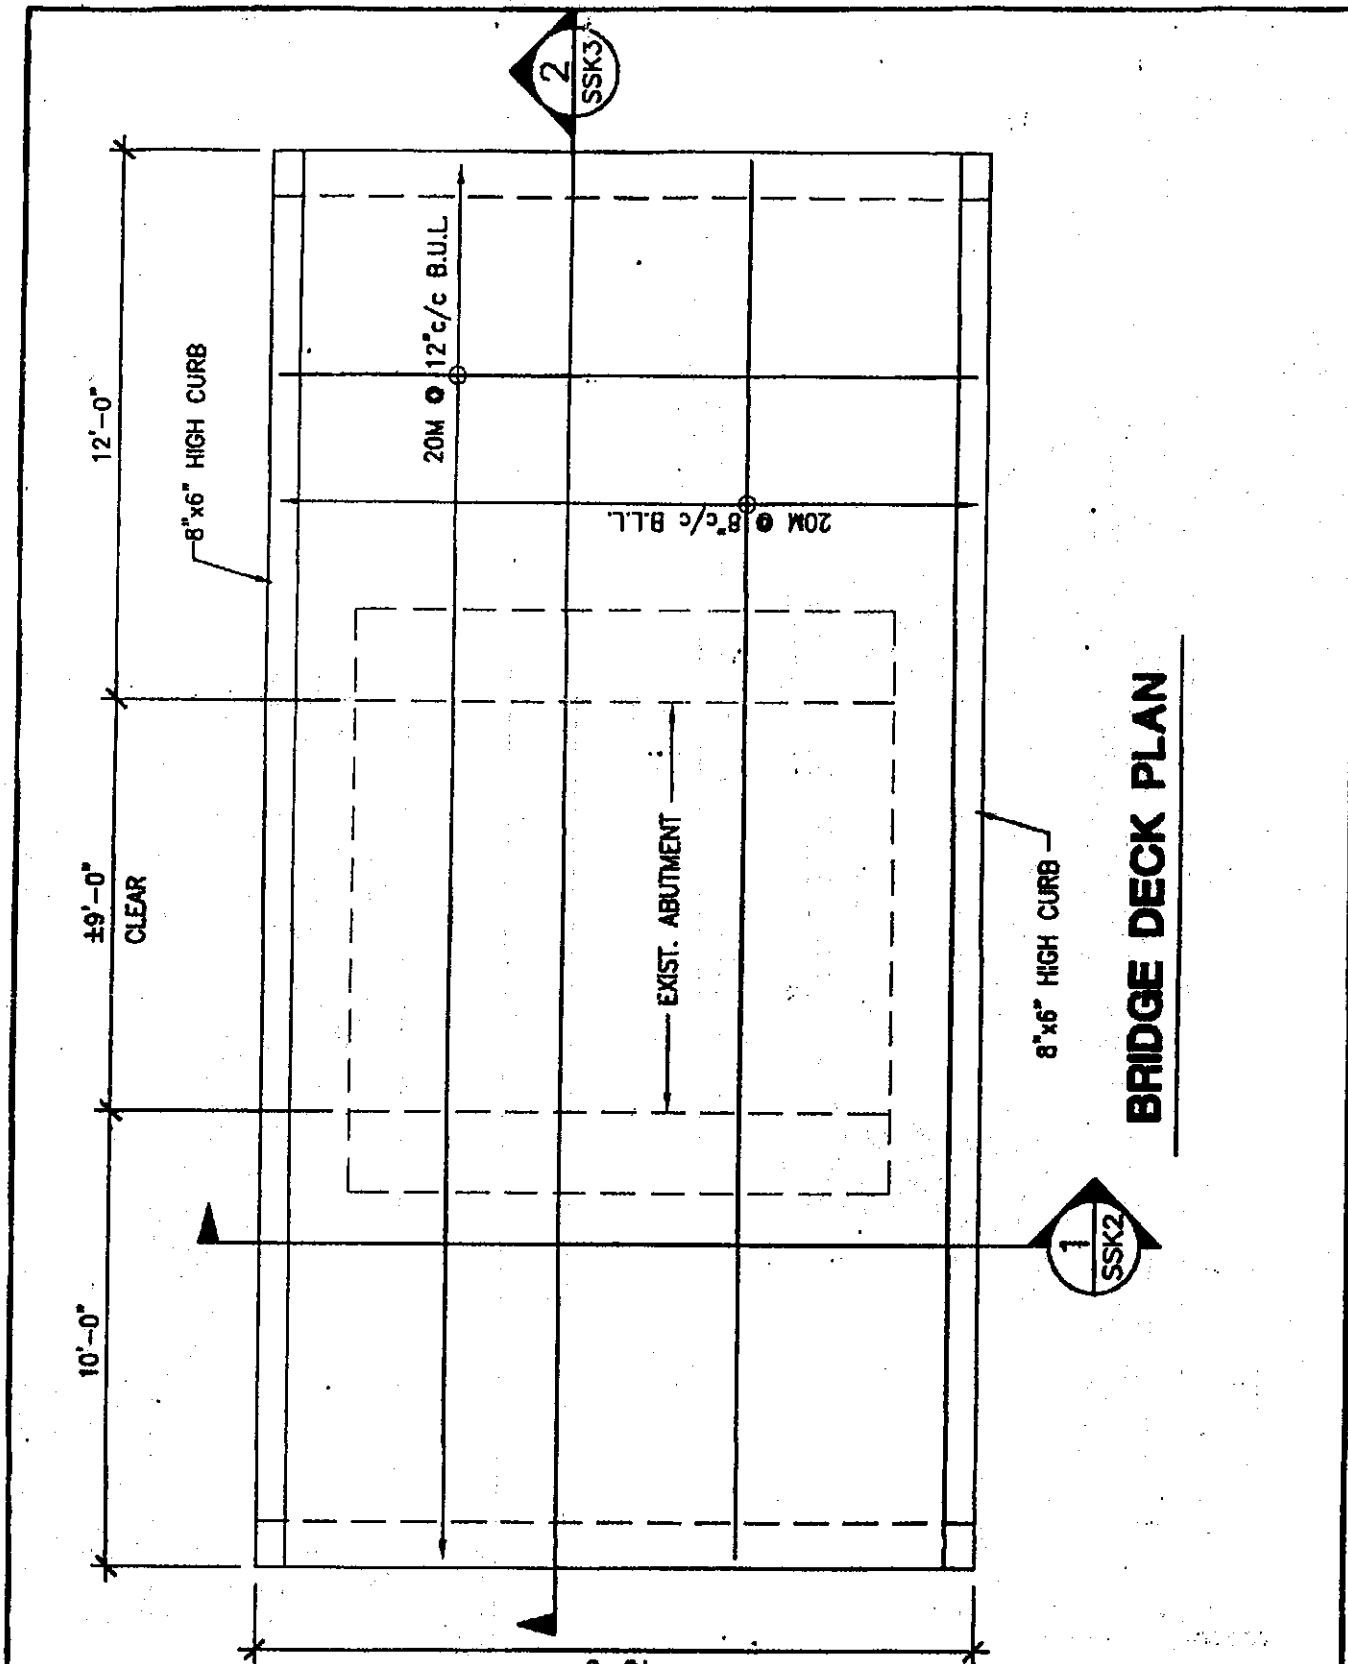 2
SSK3
12'-0"
8"x6" HIGH CURB
20M @ 12"c/c B.U.L.
20M @ 8"c/c B.L.L.
±9'-0"
CLEAR
EXIST. ABUTMENT
8"x6" HIGH CURB
BRIDGE DECK PLAN
10'-0"
1
SSK2